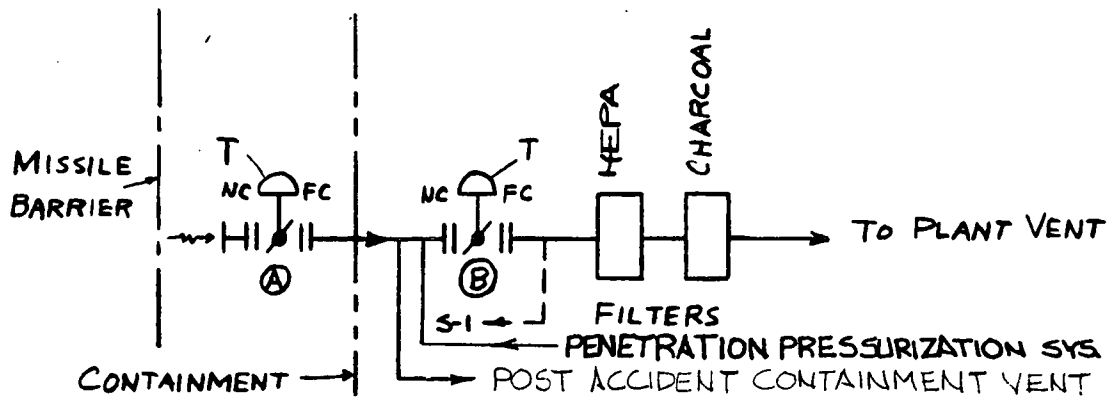 HEPA
CHARCOAL
MISSILE
BARRIER
T
NC
FC
A
T
NC
FC
B
TO PLANT VENT
S-1
FILTERS
PENETRATION PRESSURIZATION SYS.
CONTAINMENT
POST ACCIDENT CONTAINMENT VENT